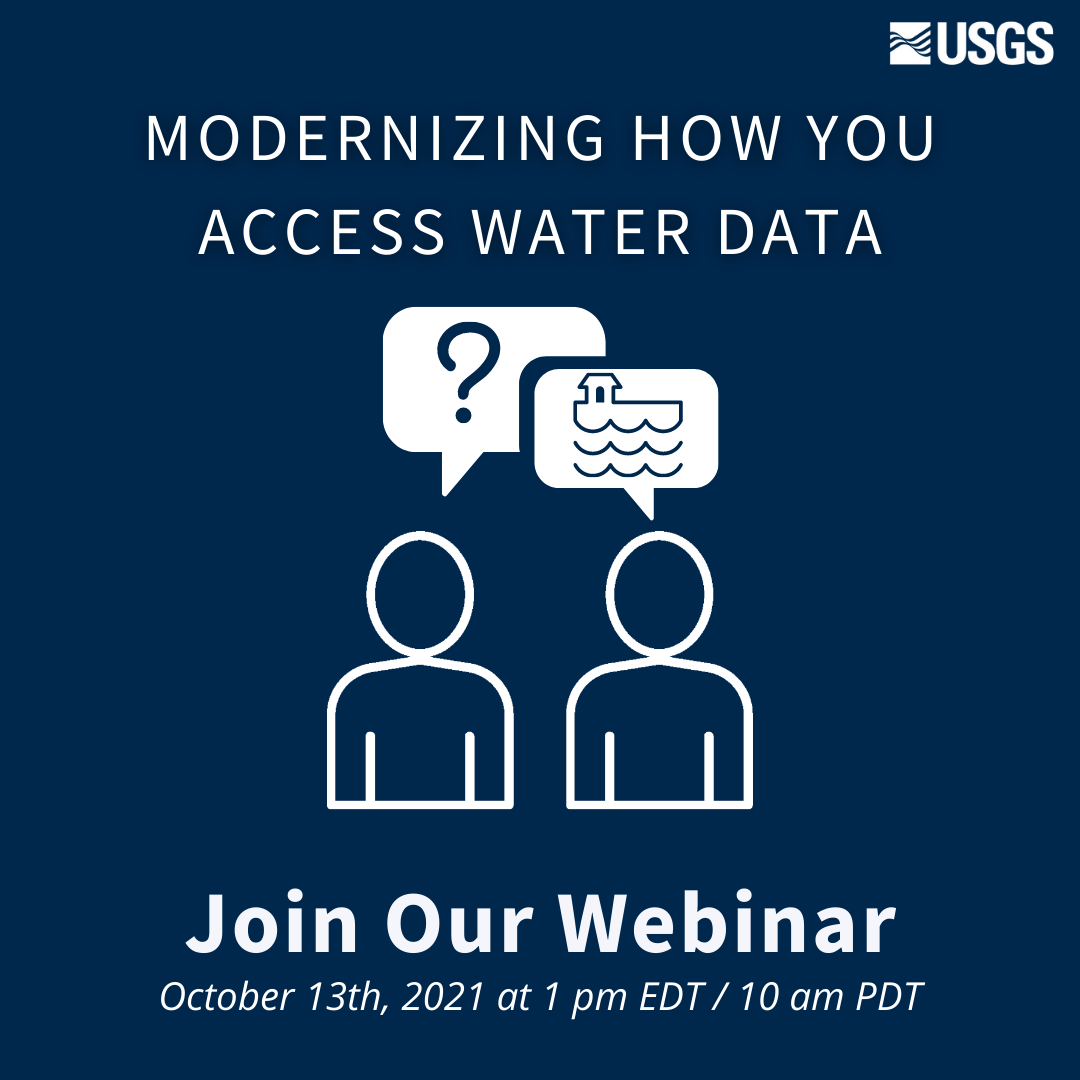 USGS
MODERNIZING HOW YOU
ACCESS WATER DATA
?
Join Our Webinar
October 13th, 2021 at 1 pm EDT / 10 am PDT